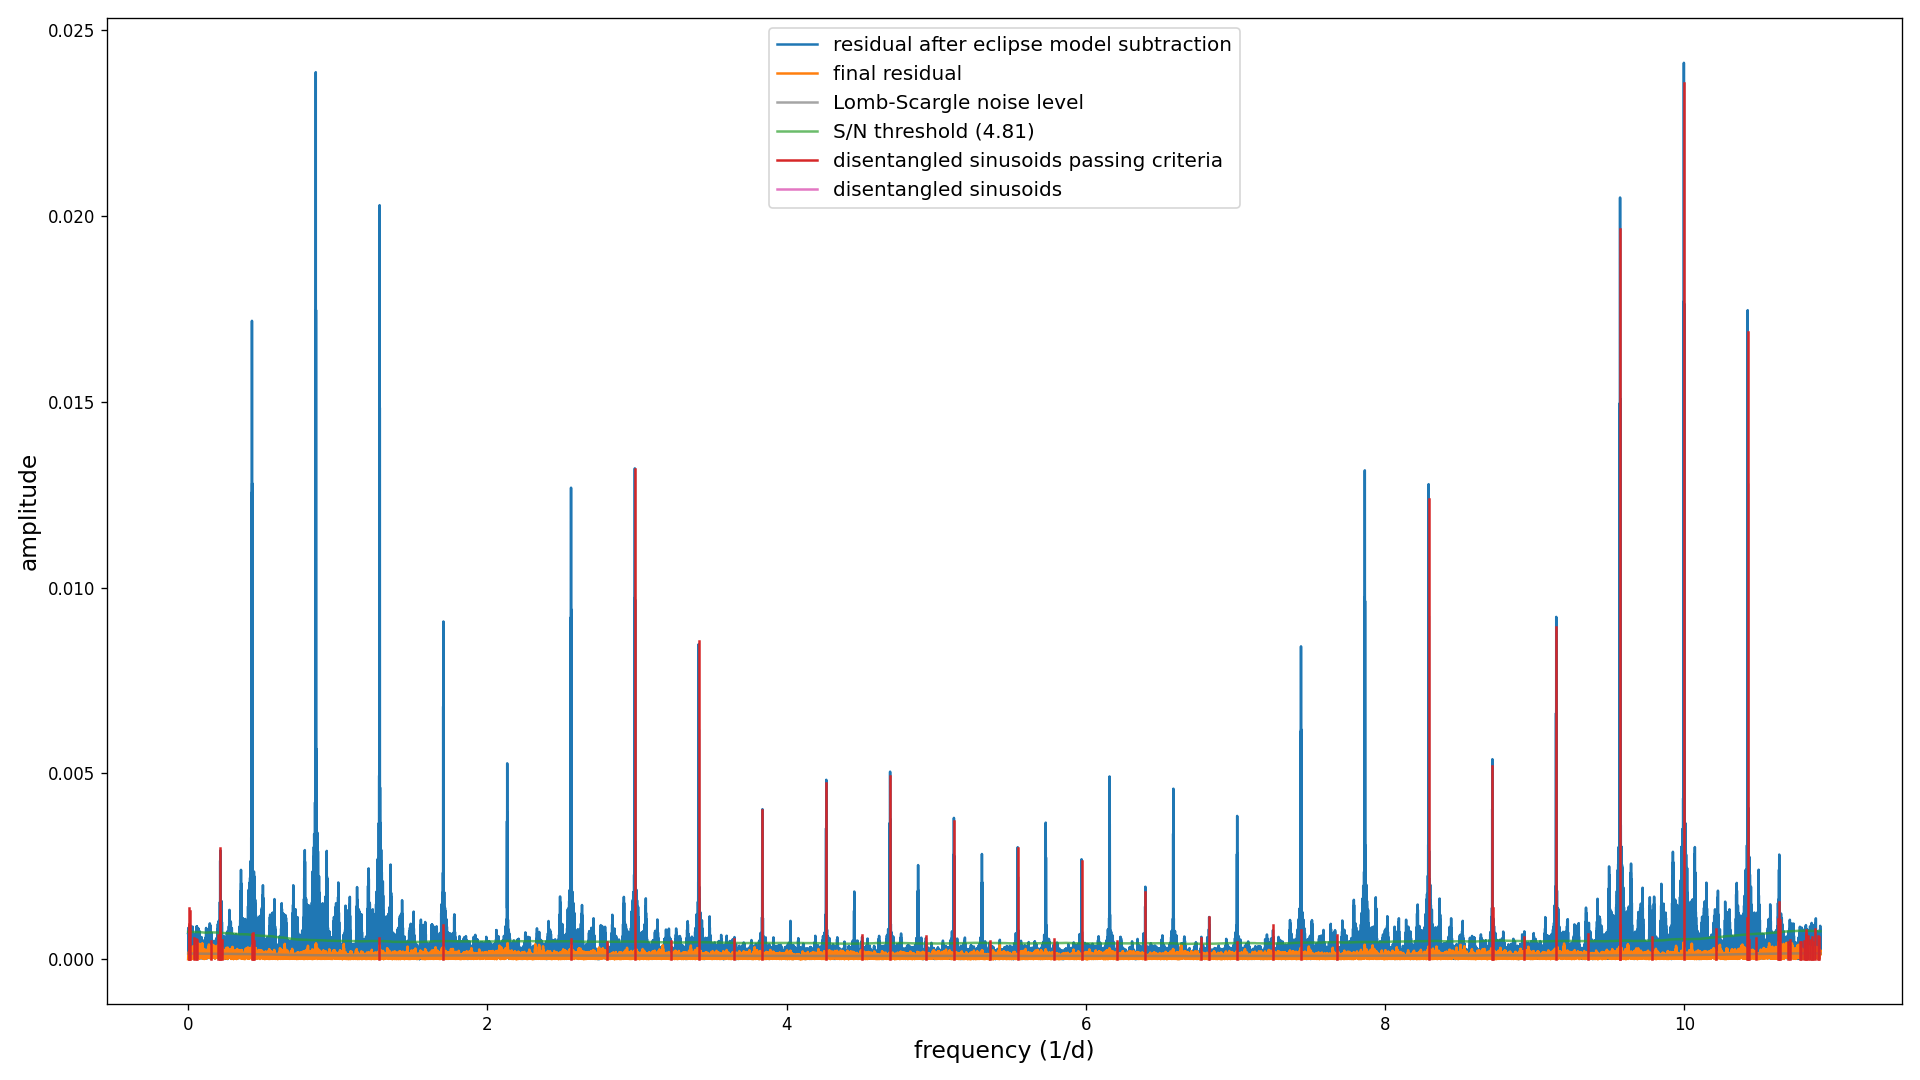 0.025
0.020
0.015
0.010
0.005
0.000
amplitude
residual after eclipse model subtraction
final residual
Lomb-Scargle noise level
S/N threshold (4.81)
disentangled sinusoids passing criteria
disentangled sinusoids
0 2 4 6 8 10
frequency (1/d)